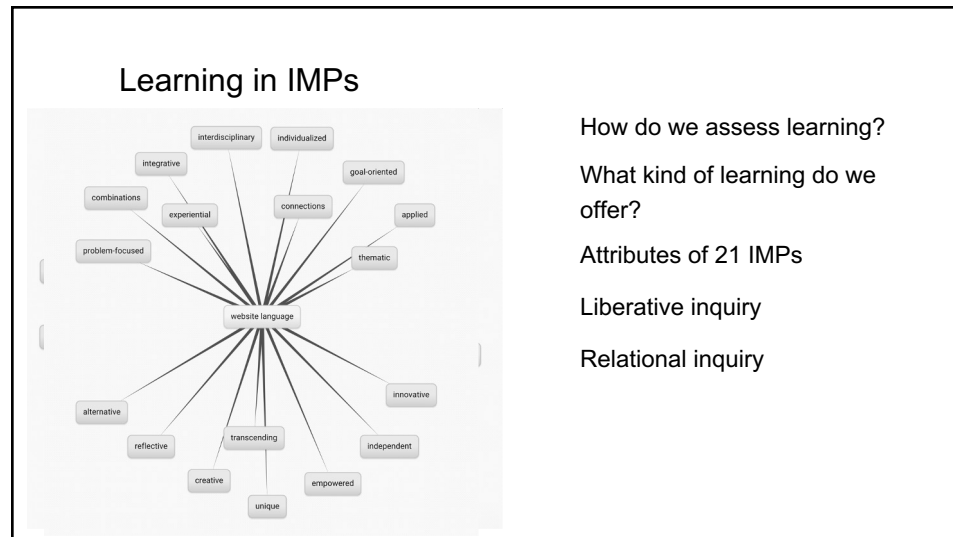 Learning in IMPs
interdisciplinary
individualized
integrative
goal-oriented
combinations
experiential
connections
applied
problem-focused
thematic
website language
innovative
alternative
transcending
reflective
independent
creative
empowered
unique
How do we assess learning?
What kind of learning do we
offer?
Attributes of 21 IMPs
Liberative inquiry
Relational inquiry